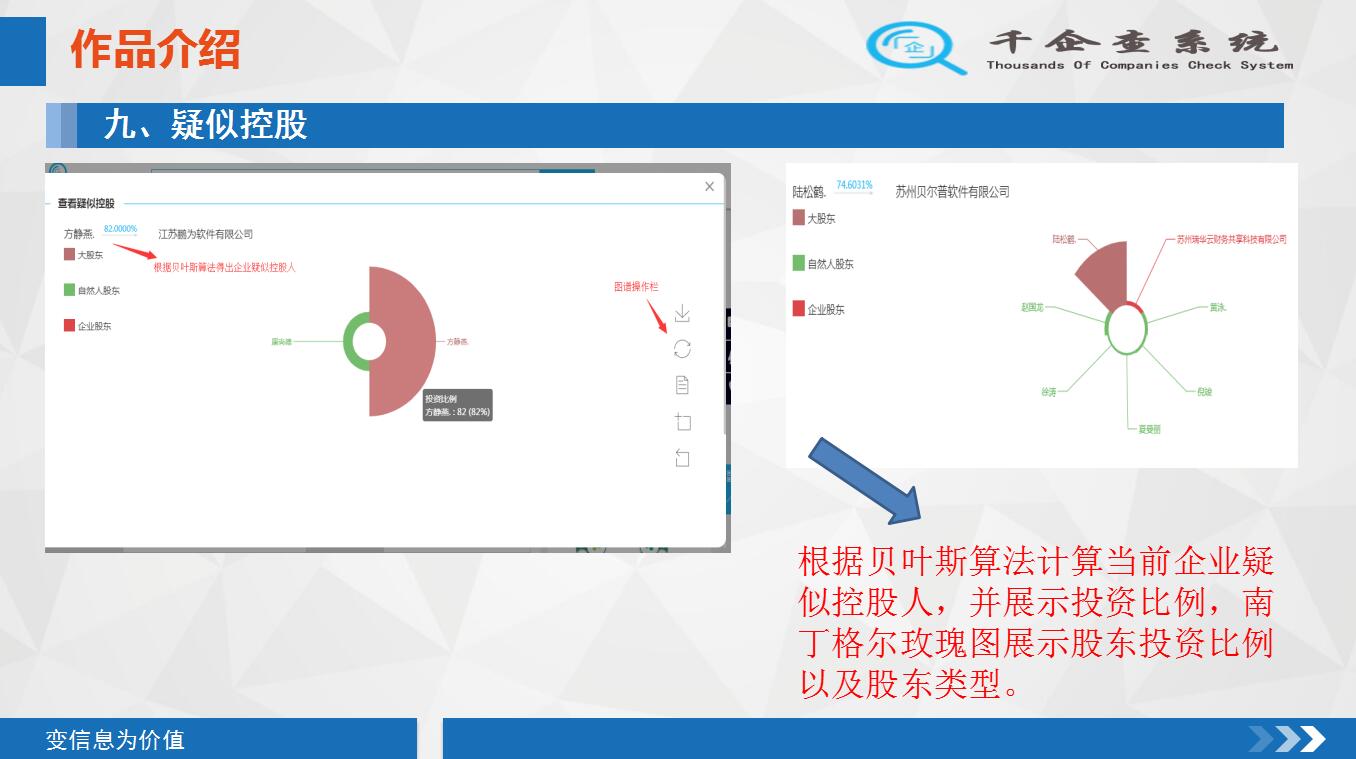 作品介绍
企
千企查系统
Thousands Of Companies Check System
九、疑似控股
查看疑似控股
方静燕.
82.0000%
江苏鹏为软件有限公司
根据贝叶斯算法得出企业疑似控股人
大股东
自然人股东
企业股东
图谱操作栏
方静燕.
投资比例
方静燕. : 82 (82%)
陆松鹤.
74.6031%
苏州贝尔普软件有限公司
大股东
自然人股东
企业股东
陆松鹤.
苏州瑞华云财务共享科技有限公司
赵国龙
黄泳.
徐涛
倪竣
夏曼丽
根据贝叶斯算法计算当前企业疑
似控股人，并展示投资比例，南
丁格尔玫瑰图展示股东投资比例
以及股东类型。
变信息为价值